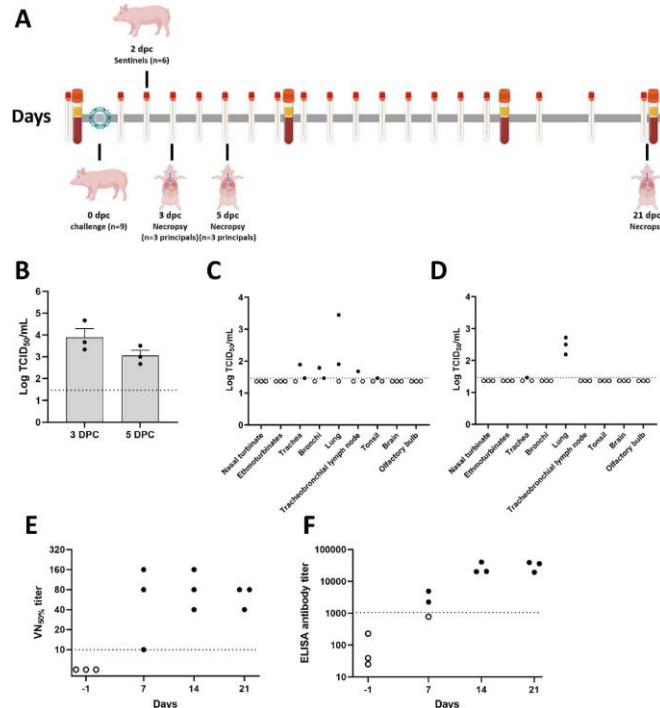 A
2 dpc
Sentinels (n=6)
Days
0 dpc
challenge (n=9)
3 dpc
Necropsy
(n=3 principals)
5 dpc
Necropsy
(n=3 principals)
21 dpc
Necrops
B
Log TCID50/mL
6
5
4
3
2
1
0
3 DPC
5 DPC
C
Log TCID50/mL
4
3
2
1
0
Nasal turbinate
Ethmoturbinates
Trachea
Bronchi
Lung
Tracheobronchial lymph node
Tonsil
Brain
Olfactory bulb
D
Log TCID50/mL
4
3
2
1
0
Nasal turbinate
Ethmoturbinates
Trachea
Bronchi
Lung
Tracheobronchial lymph node
Tonsil
Brain
Olfactory bulb
E
VN50% titer
320
160
80
40
20
10
-1
7
14
21
Days
F
ELISA antibody titer
100000
10000
1000
100
10
-1
7
14
21
Days